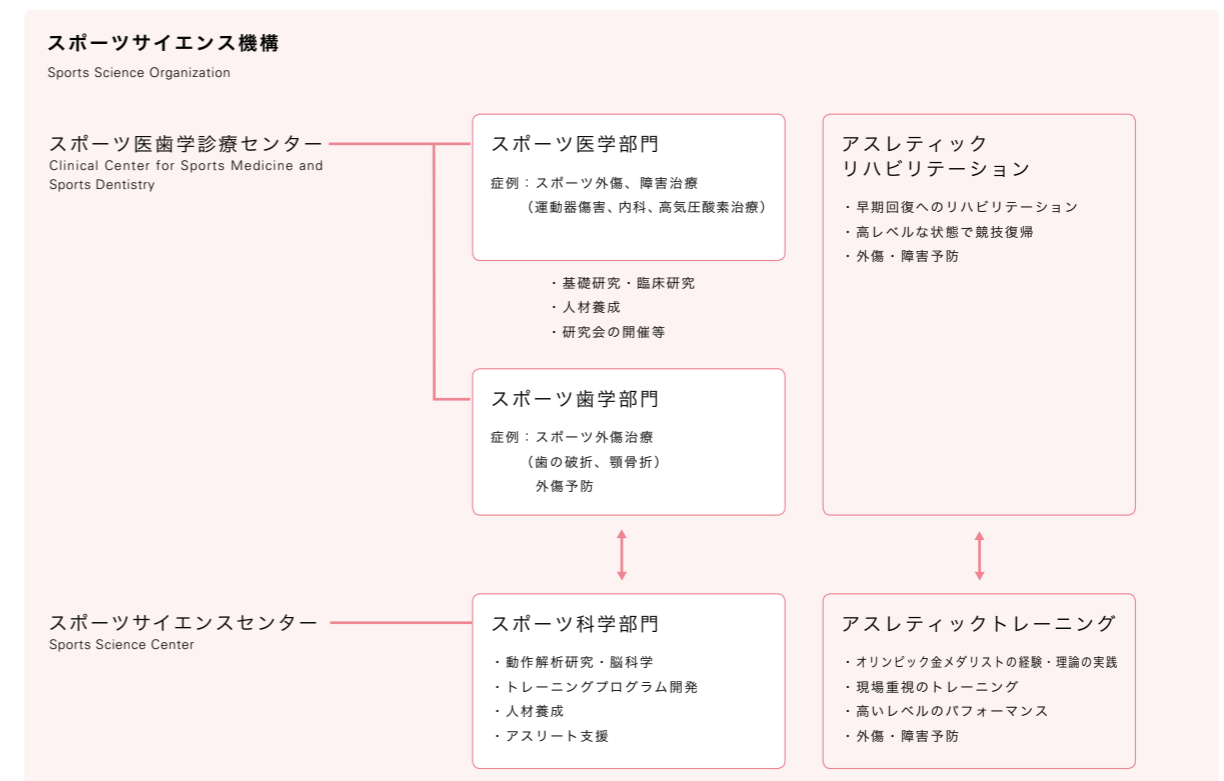 スポーツサイエンス機構
Sports Science Organization
スポーツ医歯学診療センター
Clinical Center for Sports Medicine and
Sports Dentistry
スポーツ医学部門
症例：スポーツ外傷、障害治療
（運動器傷害、内科、高気圧酸素治療）
・基礎研究・臨床研究
・人材養成
・研究会の開催等
スポーツ歯学部門
症例：スポーツ外傷治療
（歯の破折、顎骨折）
外傷予防
アスレティック
リハビリテーション
・早期回復へのリハビリテーション
・高レベルな状態で競技復帰
・外傷・障害予防
スポーツサイエンスセンター
Sports Science Center
スポーツ科学部門
・動作解析研究・脳科学
・トレーニングプログラム開発
・人材養成
・アスリート支援
アスレティックトレーニング
・オリンピック金メダリストの経験・理論の実践
・現場重視のトレーニング
・高いレベルのパフォーマンス
・外傷・障害予防